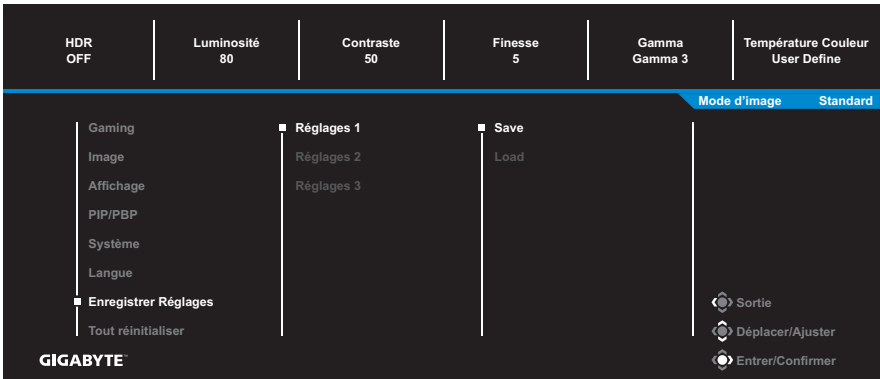 HDR
OFF
Luminosité
80
Contraste
50
Finesse
5
Gamma
Gamma 3
Température Couleur
User Define
Mode d'image Standard
Gaming
Image
Affichage
PIP/PBP
Système
Langue
Enregistrer Réglages
Tout réinitialiser
Réglages 1
Réglages 2
Réglages 3
Save
Load
Sortie
Déplacer/Ajuster
Entrer/Confirmer
GIGABYTE™